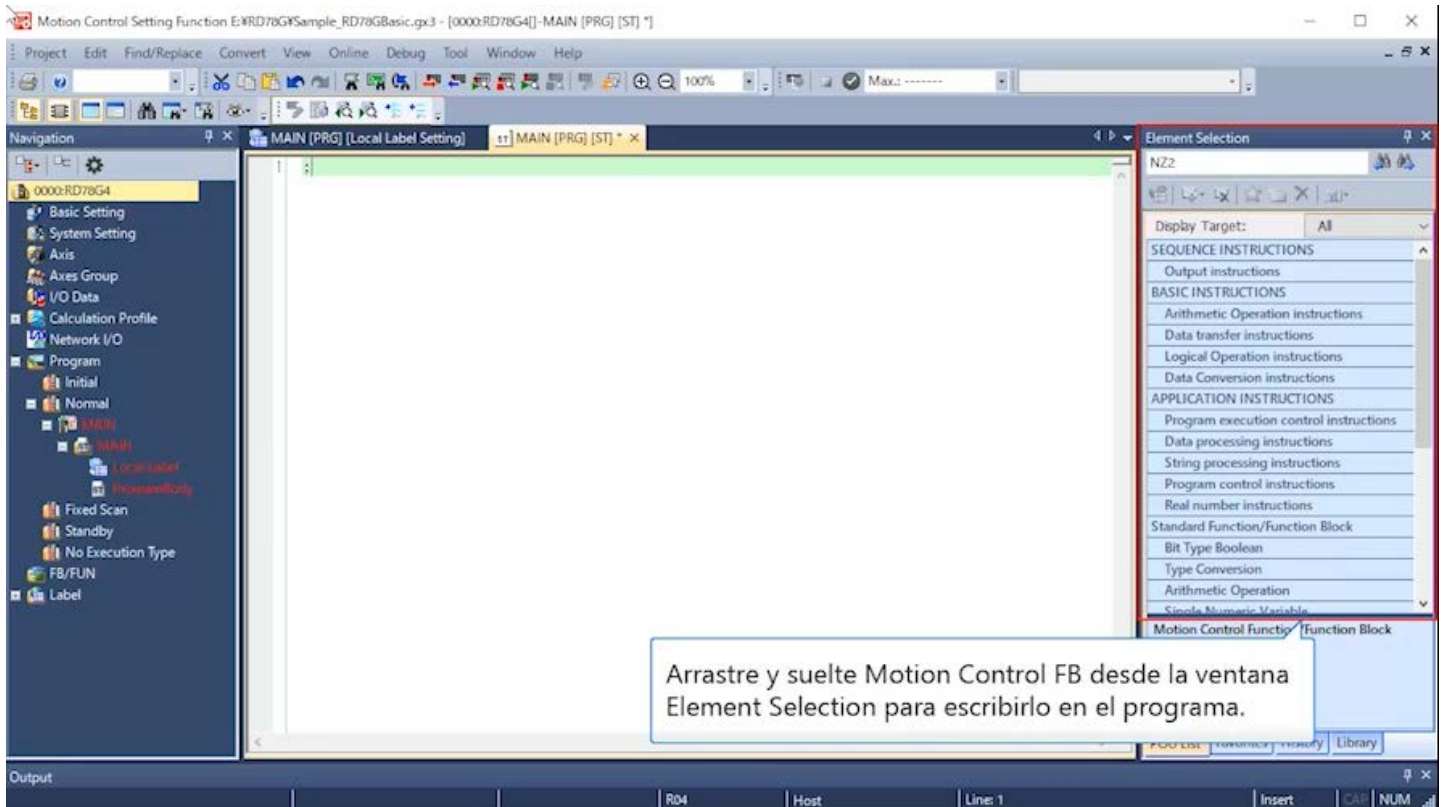 Motion Control Setting Function E:¥RD78G¥Sample_RD78GBasic.gx3 - [0000:RD78G4[]-MAIN [PRG] [ST] *]
Project Edit Find/Replace Convert View Online Debug Tool Window Help
100% Max.: -------
Navigation
MAIN [PRG] [Local Label Setting]
ST MAIN [PRG] [ST] *
Element Selection
0000:RD78G4
Basic Setting
System Setting
Axis
Axes Group
I/O Data
Calculation Profile
Network I/O
Program
Initial
Normal
MAIN
MAIN
Local Label
ProgramBody
Fixed Scan
Standby
No Execution Type
FB/FUN
Label
1 ;
NZ2
Display Target: All
SEQUENCE INSTRUCTIONS
Output instructions
BASIC INSTRUCTIONS
Arithmetic Operation instructions
Data transfer instructions
Logical Operation instructions
Data Conversion instructions
APPLICATION INSTRUCTIONS
Program execution control instructions
Data processing instructions
String processing instructions
Program control instructions
Real number instructions
Standard Function/Function Block
Bit Type Boolean
Type Conversion
Arithmetic Operation
Single Numeric Variable
Motion Control Function/Function Block
Arrastre y suelte Motion Control FB desde la ventana
Element Selection para escribirlo en el programa.
POU List Favorites History Library
Output
R04 Host Line: 1 Insert CAP NUM